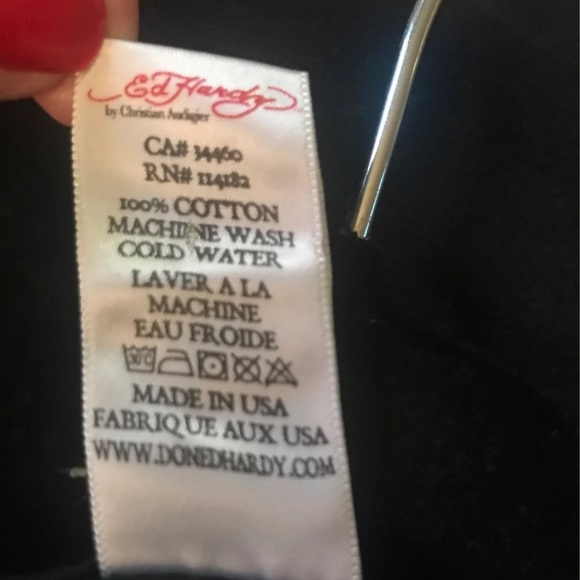 Ed Hardy
by Christian Audigier
CA# 34460
RN# 114182
100% COTTON
MACHINE WASH
COLD WATER
LAVER A LA
MACHINE
EAU FROIDE
30°C
MADE IN USA
FABRIQUE AUX USA
WWW.DONEDHARDY.COM